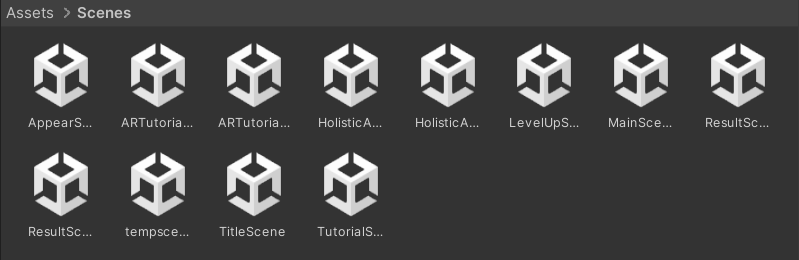 Assets > Scenes
AppearS... ARTutoria... ARTutoria... HolisticA... HolisticA... LevelUpS... MainSce... ResultSc...
ResultSc... tempsce... TitleScene TutorialS...